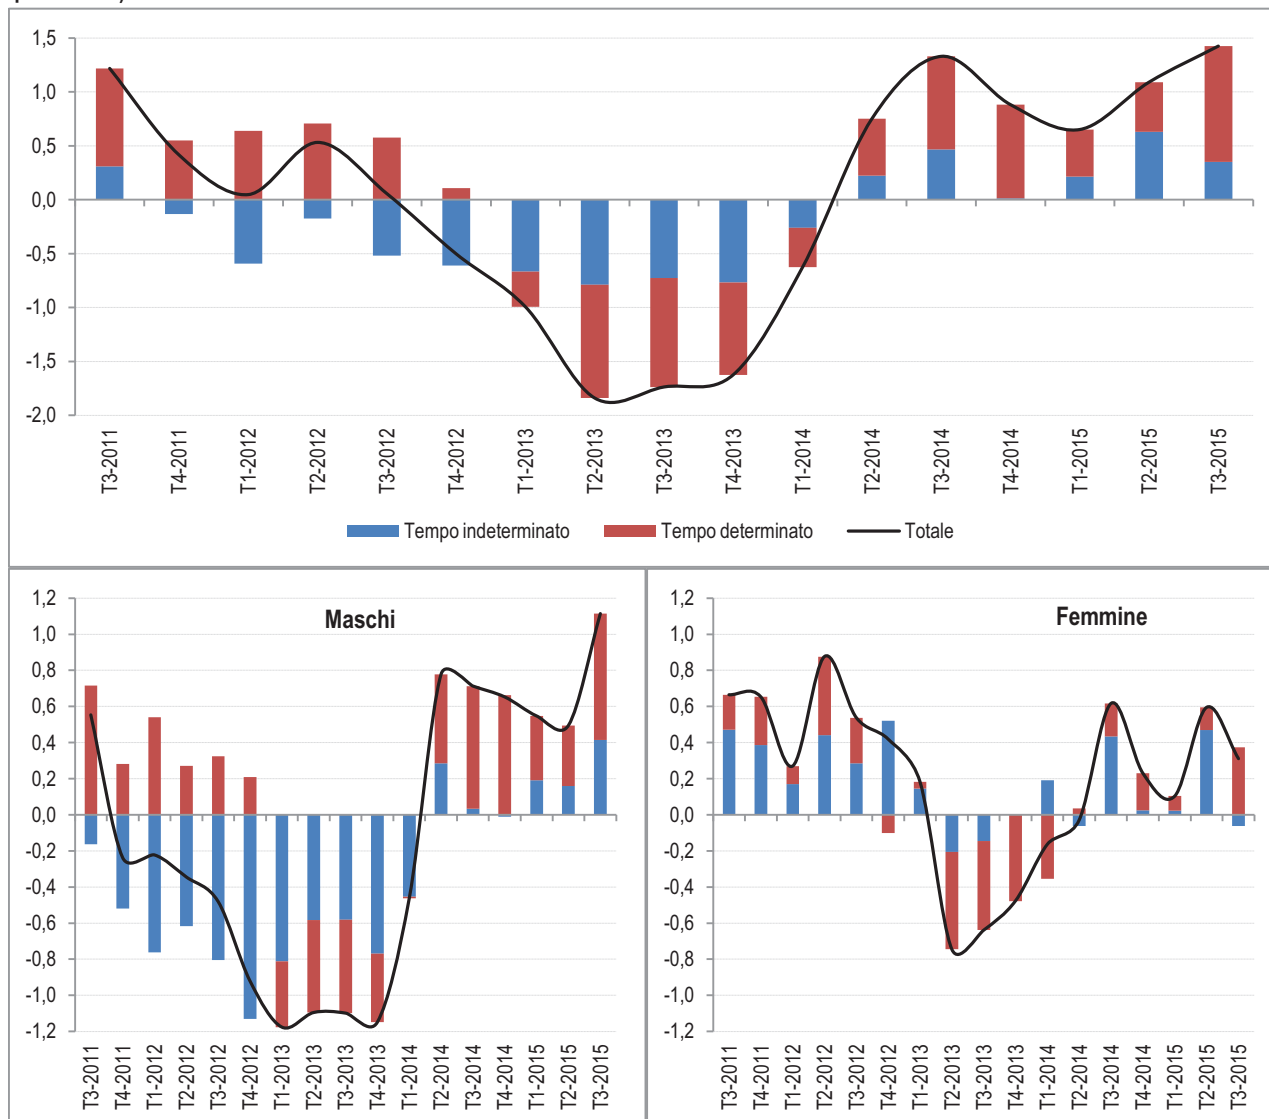 1,5
1,0
0,5
0,0
-0,5
-1,0
-1,5
-2,0
T3-2011
T4-2011
T1-2012
T2-2012
T3-2012
T4-2012
T1-2013
T2-2013
T3-2013
T4-2013
T1-2014
T2-2014
T3-2014
T4-2014
T1-2015
T2-2015
T3-2015
Tempo indeterminato Tempo determinato Totale
Maschi
1,2
1,0
0,8
0,6
0,4
0,2
0,0
-0,2
-0,4
-0,6
-0,8
-1,0
-1,2
T3-2011
T4-2011
T1-2012
T2-2012
T3-2012
T4-2012
T1-2013
T2-2013
T3-2013
T4-2013
T1-2014
T2-2014
T3-2014
T4-2014
T1-2015
T2-2015
T3-2015
Femmine
1,2
1,0
0,8
0,6
0,4
0,2
0,0
-0,2
-0,4
-0,6
-0,8
-1,0
-1,2
T3-2011
T4-2011
T1-2012
T2-2012
T3-2012
T4-2012
T1-2013
T2-2013
T3-2013
T4-2013
T1-2014
T2-2014
T3-2014
T4-2014
T1-2015
T2-2015
T3-2015